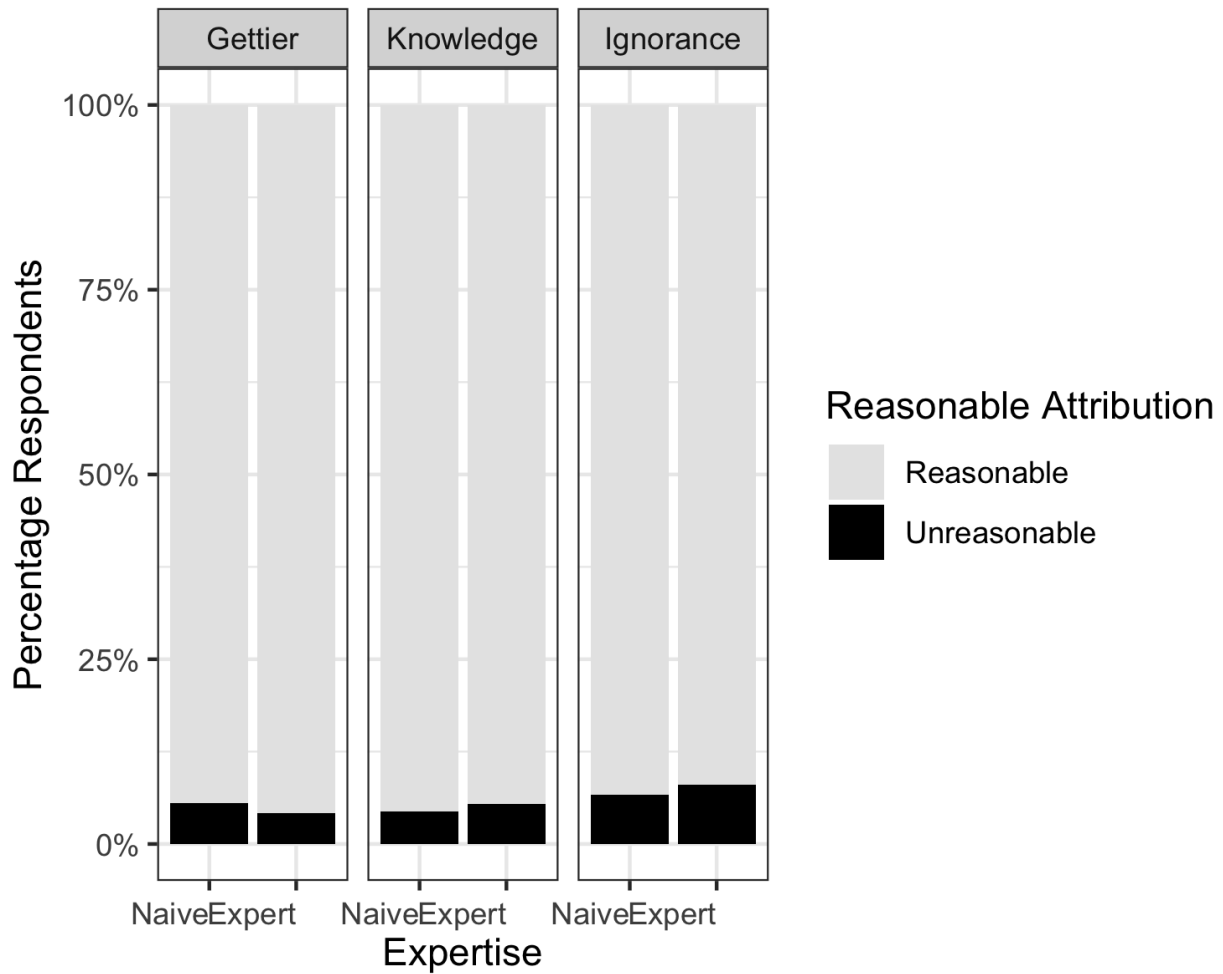 Gettier Knowledge Ignorance
100%
75%
50%
25%
0%
Percentage Respondents
NaiveExpert NaiveExpert NaiveExpert
Expertise
Reasonable Attribution
Reasonable
Unreasonable